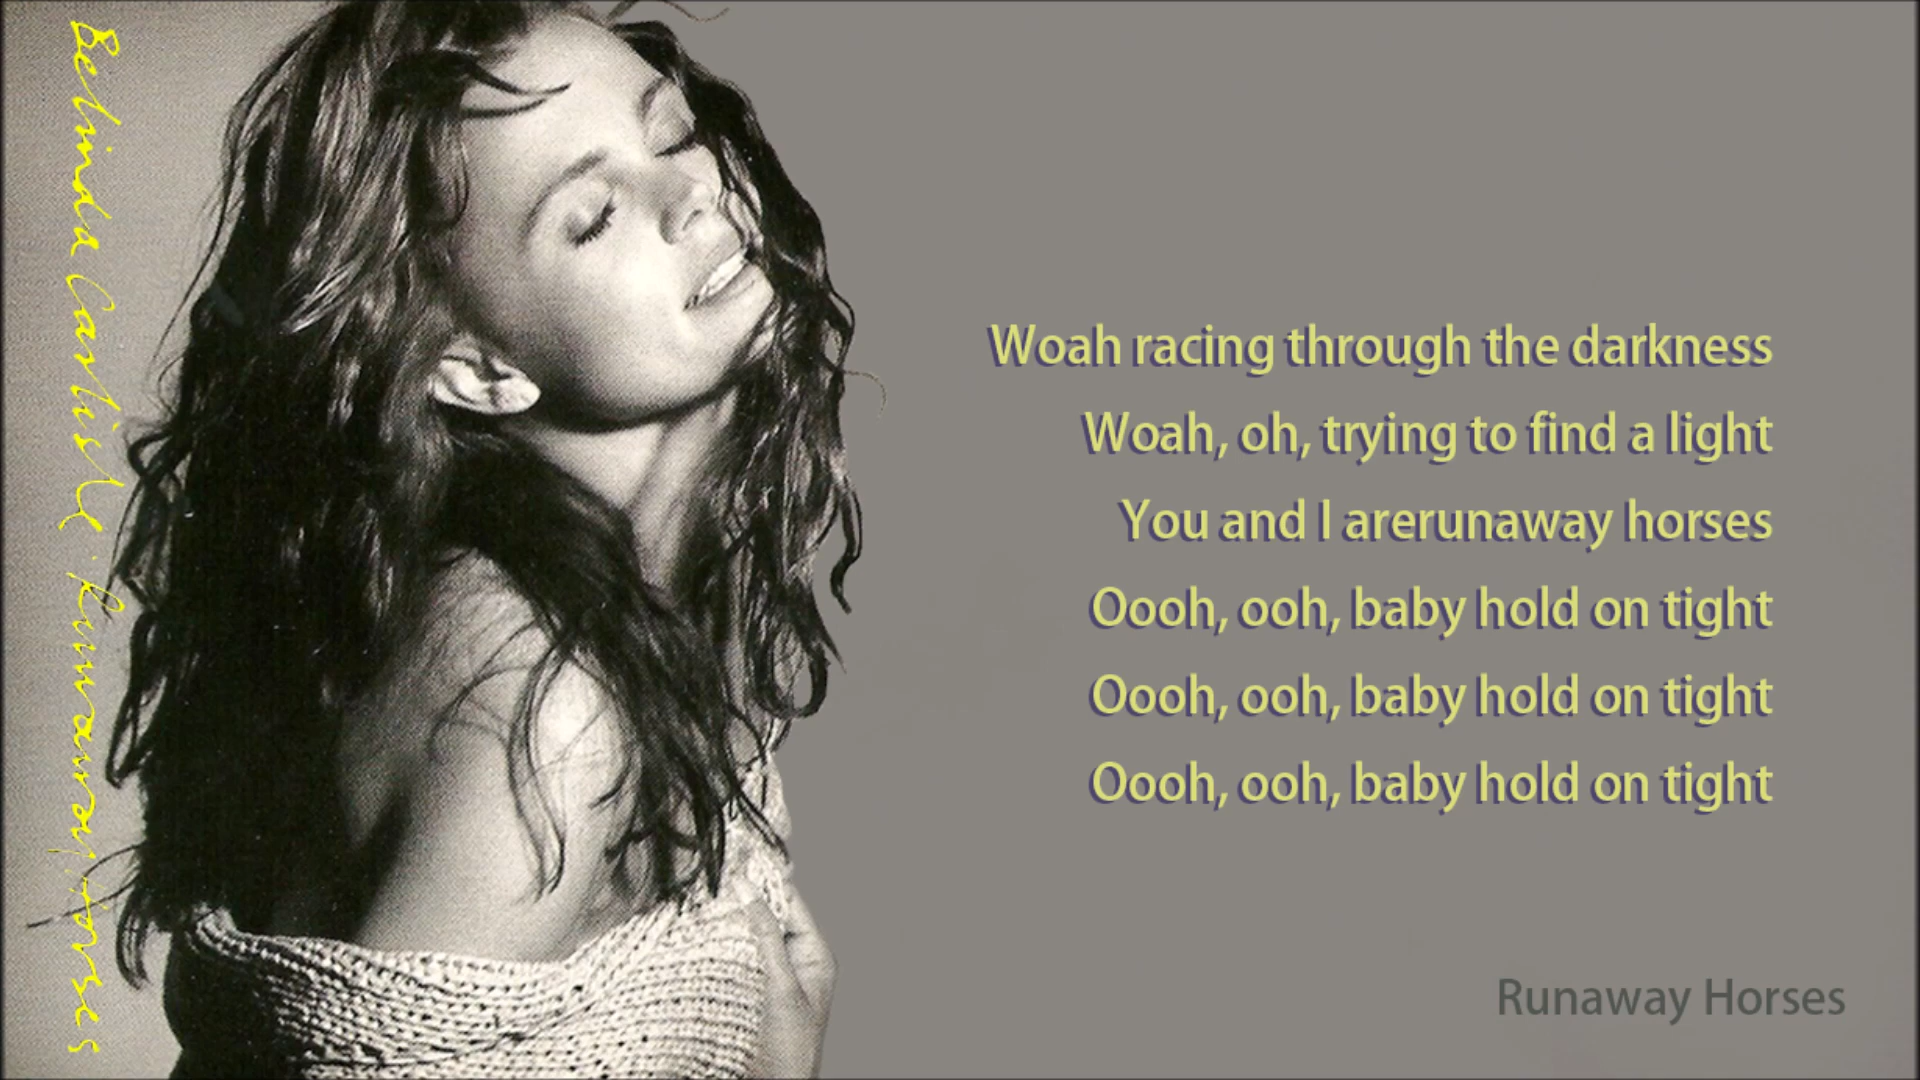 Belinda Carlisle · Runaway Horses
Woah racing through the darkness
Woah, oh, trying to find a light
You and I arerunaway horses
Oooh, ooh, baby hold on tight
Oooh, ooh, baby hold on tight
Oooh, ooh, baby hold on tight
Runaway Horses